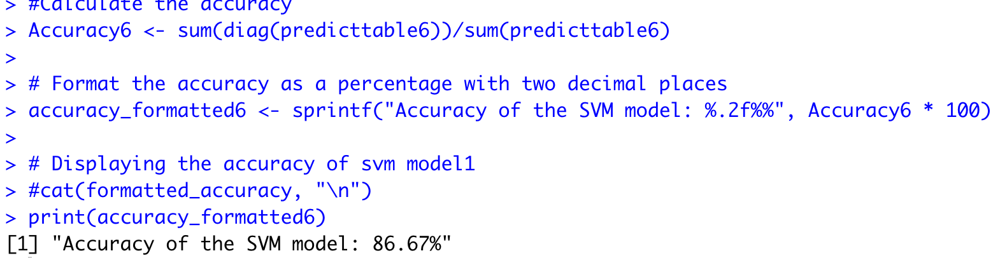 > #Calculate the accuracy
> Accuracy6 <- sum(diag(predicttable6))/sum(predicttable6)
>
> # Format the accuracy as a percentage with two decimal places
> accuracy_formatted6 <- sprintf("Accuracy of the SVM model: %.2f%%", Accuracy6 * 100)
>
> # Displaying the accuracy of svm model1
> #cat(formatted_accuracy, "\n")
> print(accuracy_formatted6)
[1] "Accuracy of the SVM model: 86.67%"